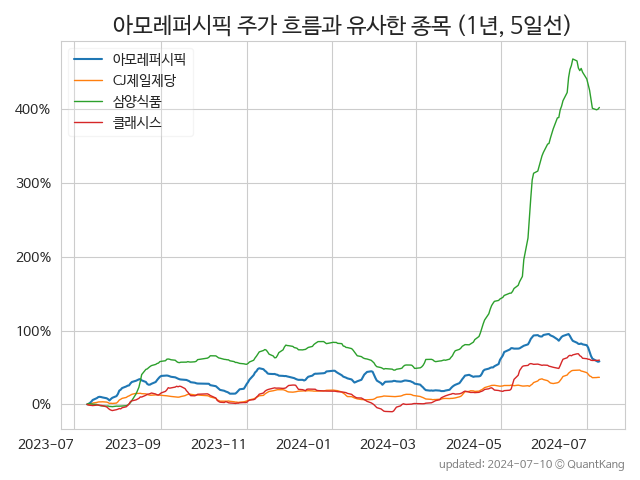 아모레퍼시픽 주가 흐름과 유사한 종목 (1년, 5일선)
아모레퍼시픽
CJ제일제당
삼양식품
클래시스
400%
300%
200%
100%
0%
2023-07 2023-09 2023-11 2024-01 2024-03 2024-05 2024-07
updated: 2024-07-10 ⓒ QuantKang